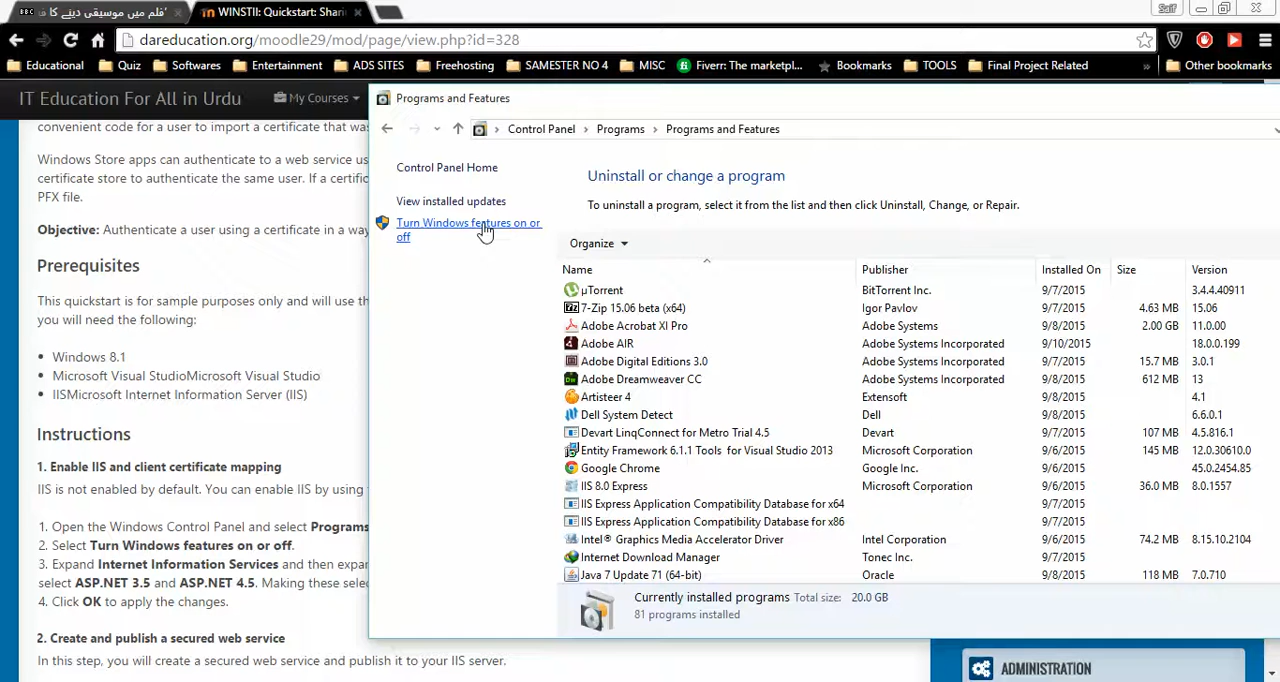 BBC 'فلم میں موسیقی دینے کا ف
WINSTII: Quickstart: Shari
Saif
dareducation.org/moodle29/mod/page/view.php?id=328
Educational Quiz Softwares Entertainment ADS SITES Freehosting SAMESTER NO 4 MISC Fiverr: The marketpl... Bookmarks TOOLS Final Project Related » Other bookmarks
IT Education For All in Urdu My Courses
convenient code for a user to import a certificate that was
Windows Store apps can authenticate to a web service us
certificate store to authenticate the same user. If a certific
PFX file.
Objective: Authenticate a user using a certificate in a way
Prerequisites
This quickstart is for sample purposes only and will use th
you will need the following:
Windows 8.1
Microsoft Visual StudioMicrosoft Visual Studio
IISMicrosoft Internet Information Server (IIS)
Instructions
1. Enable IIS and client certificate mapping
IIS is not enabled by default. You can enable IIS by using
1. Open the Windows Control Panel and select Programs
2. Select Turn Windows features on or off.
3. Expand Internet Information Services and then expan
select ASP.NET 3.5 and ASP.NET 4.5. Making these selec
4. Click OK to apply the changes.
2. Create and publish a secured web service
In this step, you will create a secured web service and publish it to your IIS server.
Programs and Features
Control Panel › Programs › Programs and Features
Control Panel Home
View installed updates
Turn Windows features on or
off
Uninstall or change a program
To uninstall a program, select it from the list and then click Uninstall, Change, or Repair.
Organize
Name Publisher Installed On Size Version
µTorrent BitTorrent Inc. 9/7/2015 3.4.4.40911
7-Zip 15.06 beta (x64) Igor Pavlov 9/7/2015 4.63 MB 15.06
Adobe Acrobat XI Pro Adobe Systems 9/8/2015 2.00 GB 11.0.00
Adobe AIR Adobe Systems Incorporated 9/10/2015 18.0.0.199
Adobe Digital Editions 3.0 Adobe Systems Incorporated 9/7/2015 15.7 MB 3.0.1
Adobe Dreamweaver CC Adobe Systems Incorporated 9/8/2015 612 MB 13
Artisteer 4 Extensoft 9/8/2015 4.1
Dell System Detect Dell 9/8/2015 6.6.0.1
Devart LinqConnect for Metro Trial 4.5 Devart 9/7/2015 107 MB 4.5.816.1
Entity Framework 6.1.1 Tools for Visual Studio 2013 Microsoft Corporation 9/7/2015 145 MB 12.0.30610.0
Google Chrome Google Inc. 9/6/2015 45.0.2454.85
IIS 8.0 Express Microsoft Corporation 9/6/2015 36.0 MB 8.0.1557
IIS Express Application Compatibility Database for x64 9/7/2015
IIS Express Application Compatibility Database for x86 9/7/2015
Intel® Graphics Media Accelerator Driver Intel Corporation 9/6/2015 74.2 MB 8.15.10.2104
Internet Download Manager Tonec Inc. 9/7/2015
Java 7 Update 71 (64-bit) Oracle 9/8/2015 118 MB 7.0.710
Currently installed programs Total size: 20.0 GB
81 programs installed
ADMINISTRATION